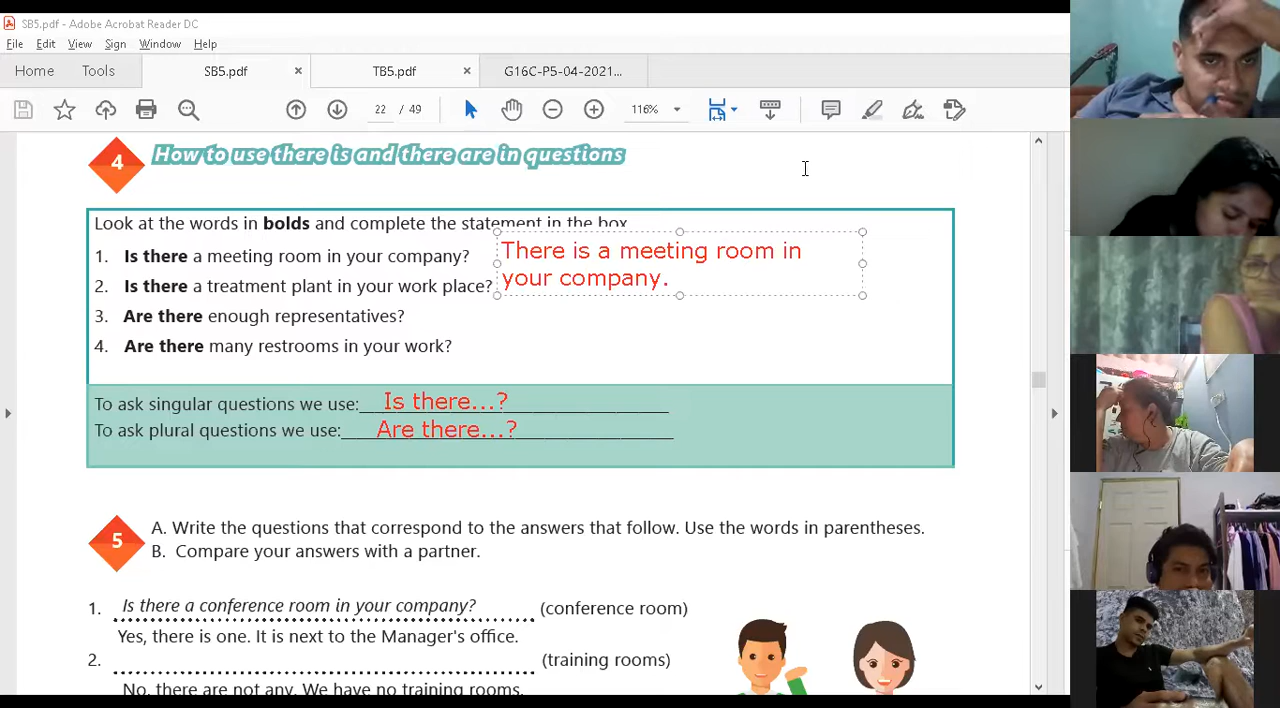 SB5.pdf - Adobe Acrobat Reader DC
File Edit View Sign Window Help
Home Tools SB5.pdf × TB5.pdf × G16C-P5-04-2021...
22 / 49 116%
4 How to use there is and there are in questions
Look at the words in bolds and complete the statement in the box
1. Is there a meeting room in your company?
There is a meeting room in
your company.
2. Is there a treatment plant in your work place?
3. Are there enough representatives?
4. Are there many restrooms in your work?
To ask singular questions we use: Is there...?
To ask plural questions we use: Are there...?
5 A. Write the questions that correspond to the answers that follow. Use the words in parentheses.
B. Compare your answers with a partner.
1. Is there a conference room in your company? (conference room)
Yes, there is one. It is next to the Manager's office.
2. (training rooms)
No, there are not any. We have no training rooms.